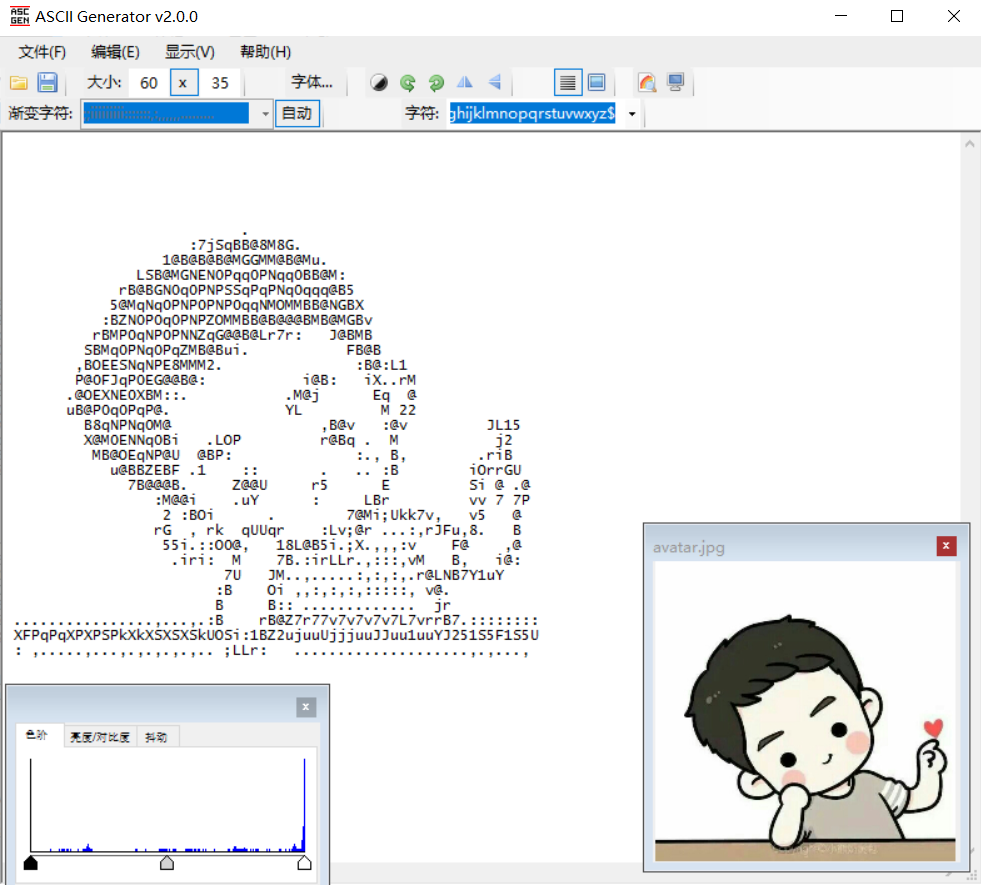 ASC GEN ASCII Generator v2.0.0
文件(F) 编辑(E) 显示(V) 帮助(H)
大小: 60 x 35 字体...
渐变字符: 自动 字符: ghijklmnopqrstuvwxyz$
.
:7jSqBB@8M8G.
1@B@B@B@MGGMM@B@Mu.
LSB@MGNENOPqqOPNqqOBB@M:
rB@BGNOqOPNPSSqPqPNqOqqq@B5
5@MqNqOPNPOPNPOqqNMOMMBB@NGBX
:BZNOPOqOPNPZOMMBB@B@@@BMB@MGBv
rBMPOqNPOPNNZqG@@B@Lr7r: J@BMB
SBMqOPNqOPqZMB@Bui. FB@B
,BOEESNqNPE8MMM2. :B@:L1
P@OFJqPOEG@@B@: i@B: iX..rM
.@OEXNEOXBM::. .M@j Eq @
uB@POqOPqP@. YL M 22
B8qNPNqOM@ ,B@v :@v JL15
X@MOENNqOBi .LOP r@Bq . M j2
MB@OEqNP@U @BP: :., B, .riB
u@BBZEBF .1 :: . .. :B iOrrGU
7B@@@B. Z@@U r5 E Si @ .@
:M@@i .uY : LBr vv 7 7P
2 :BOi . 7@Mi;Ukk7v, v5 @
rG , rk qUUqr :Lv;@r ...:,rJFu,8. B
55i.::OO@, 18L@B5i.;X.,,,:v F@ ,@
.iri: M 7B.:irLLr.,:::,vM B, i@:
7U JM..,.....:,:,:,.r@LNB7Y1uY
:B Oi ,,:,:,:,:::::, v@.
B B:: ............. jr
................,...,.:B rB@Z7r77v7v7v7v7L7vrrB7.::::::::
XFPqPqXPXPSPkXkXSXSXSkUOSi:1BZ2ujuuUjjjuuJJuu1uuYJ251S5F1S5U
: ,.....,...,.,.,.,.. ;LLr: ....................,.,...,
avatar.jpg
色阶 亮度/对比度 抖动